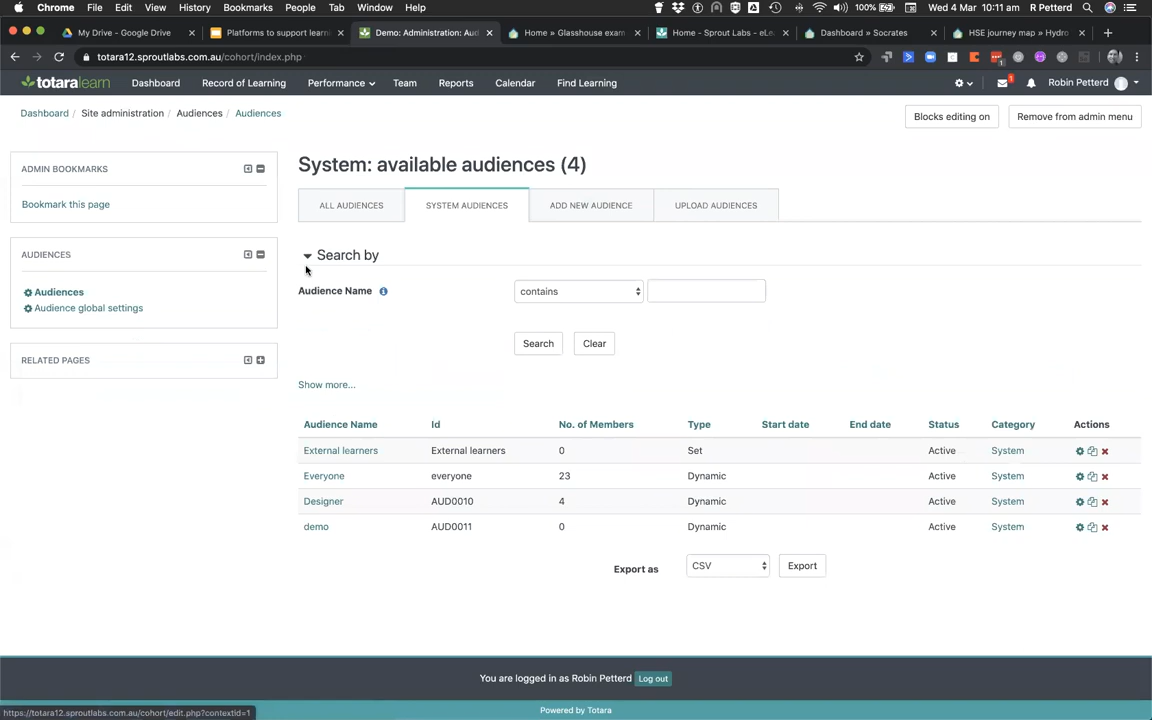 Chrome File Edit View History Bookmarks People Tab Window Help 100% Wed 4 Mar 10:11 am R Petterd
My Drive - Google Drive Platforms to support learni Demo: Administration: Aud Home » Glasshouse exam Home - Sprout Labs - eLe Dashboard » Socrates HSE journey map » Hydro
totara12.sproutlabs.com.au/cohort/index.php
totaralearn Dashboard Record of Learning Performance Team Reports Calendar Find Learning 1 Robin Petterd
Dashboard / Site administration / Audiences / Audiences Blocks editing on Remove from admin menu
ADMIN BOOKMARKS
Bookmark this page
AUDIENCES
Audiences
Audience global settings
RELATED PAGES
System: available audiences (4)
ALL AUDIENCES SYSTEM AUDIENCES ADD NEW AUDIENCE UPLOAD AUDIENCES
Search by
Audience Name contains
Search Clear
Show more...
Audience Name Id No. of Members Type Start date End date Status Category Actions
External learners External learners 0 Set Active System
Everyone everyone 23 Dynamic Active System
Designer AUD0010 4 Dynamic Active System
demo AUD0011 0 Dynamic Active System
Export as CSV Export
You are logged in as Robin Petterd Log out
Powered by Totara
https://totara12.sproutlabs.com.au/cohort/edit.php?contextid=1